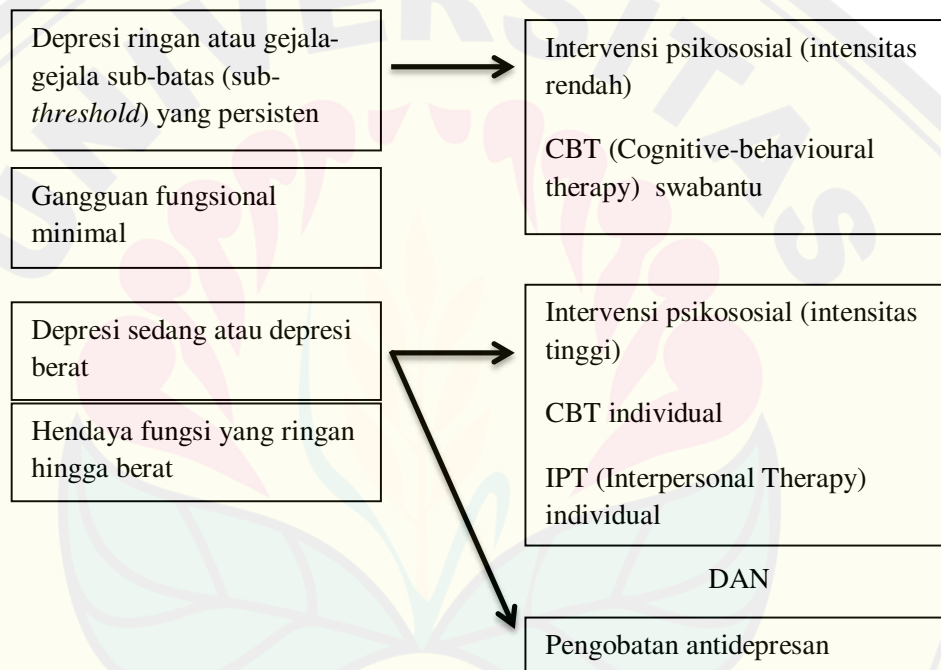 Depresi ringan atau gejala-
gejala sub-batas (sub-
threshold) yang persisten
Gangguan fungsional
minimal
Depresi sedang atau depresi
berat
Hendaya fungsi yang ringan
hingga berat
Intervensi psikososial (intensitas
rendah)
CBT (Cognitive-behavioural
therapy)  swabantu
Intervensi psikososial (intensitas
tinggi)
CBT individual
IPT (Interpersonal Therapy)
individual
DAN
Pengobatan antidepresan
UNIVERSITAS